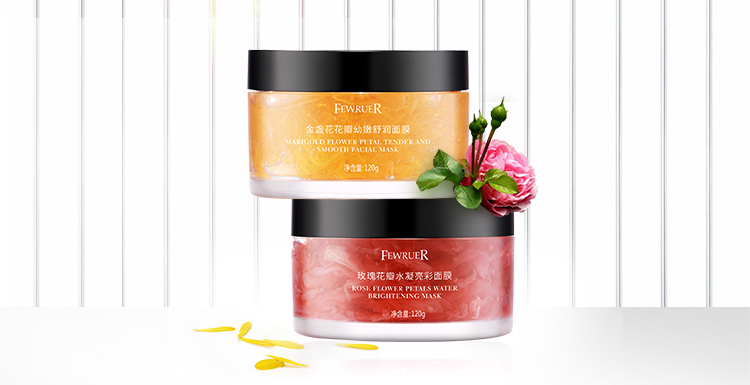 FEWRUER
金盏花花瓣幼嫩舒润面膜
MARIGOLD FLOWER PETAL TENDER AND
SMOOTH FACIAL MASK
净含量:120g
FEWRUER
玫瑰花瓣水凝亮彩面膜
ROSE FLOWER PETALS WATER
BRIGHTENING MASK
净含量:120g